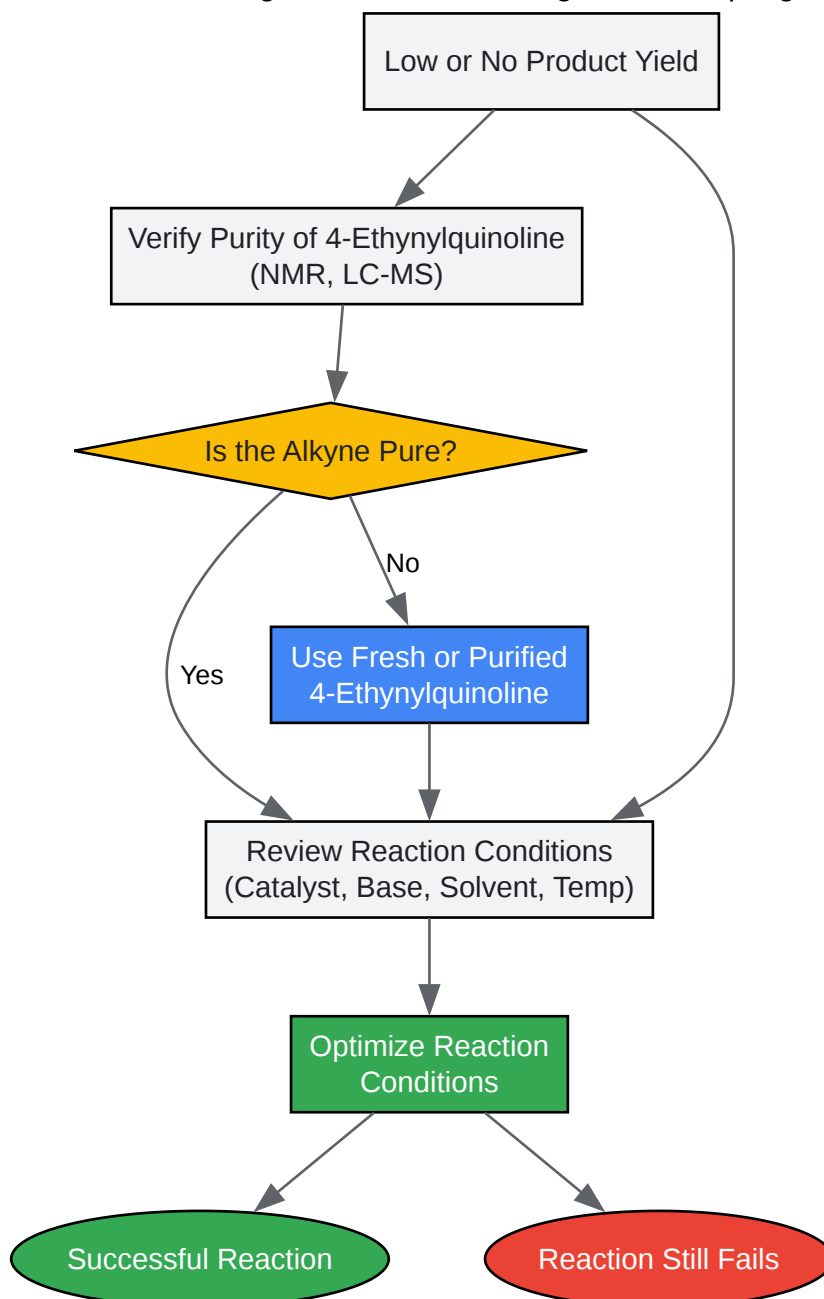 Low or No Product Yield
Verify Purity of 4-Ethynylquinoline
(NMR, LC-MS)
Is the Alkyne Pure?
No
Yes
Use Fresh or Purified
4-Ethynylquinoline
Review Reaction Conditions
(Catalyst, Base, Solvent, Temp)
Optimize Reaction
Conditions
Successful Reaction
Reaction Still Fails